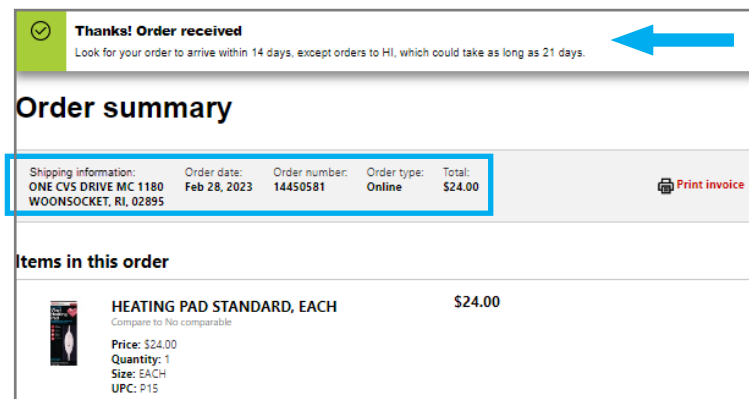 Thanks! Order received
Look for your order to arrive within 14 days, except orders to HI, which could take as long as 21 days.
Order summary
Shipping information: Order date: Order number: Order type: Total:
ONE CVS DRIVE MC 1180 Feb 28, 2023 14450581 Online $24.00
WOONSOCKET, RI, 02895
Print invoice
Items in this order
HEATING PAD STANDARD, EACH $24.00
Compare to No comparable
Price: $24.00
Quantity: 1
Size: EACH
UPC: P15